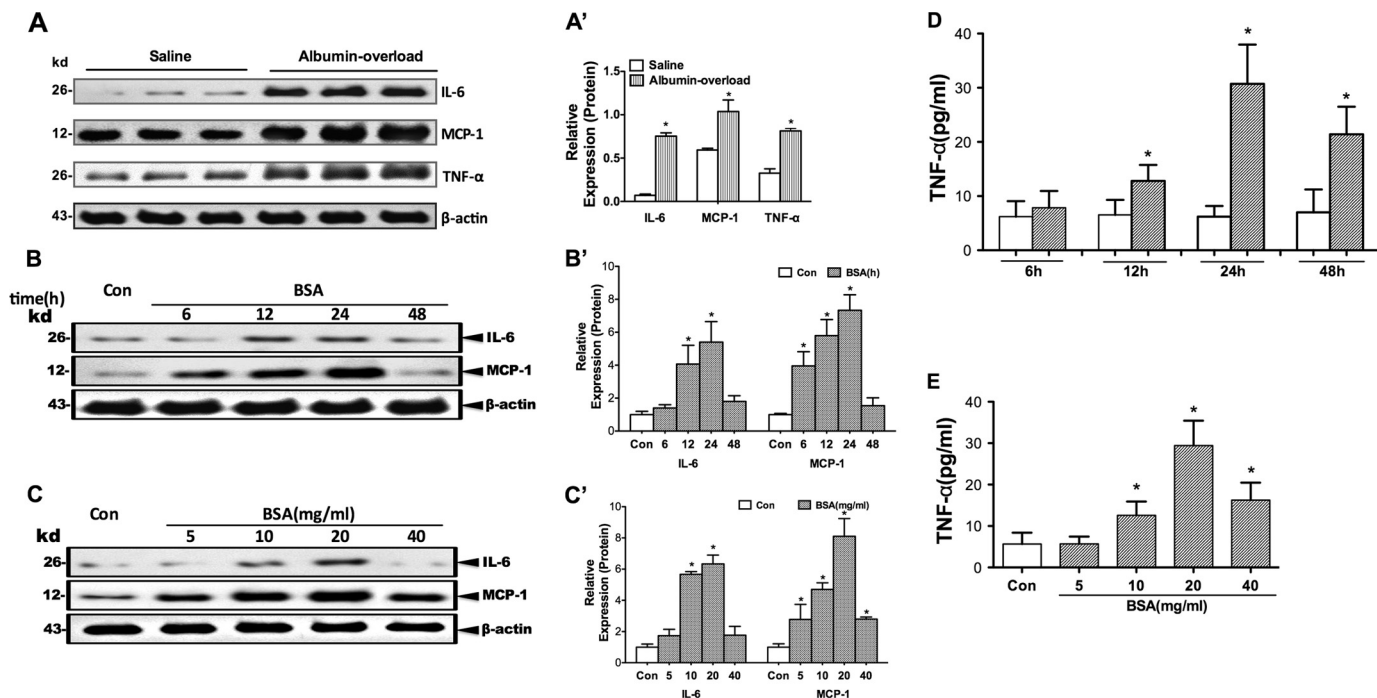 A
Saline Albumin-overload
kd
26- IL-6
12- MCP-1
26- TNF-α
43- β-actin
A'
Saline
Albumin-overload
Relative
Expression (Protein)
1.5
1.0
0.5
0.0
* * *
IL-6 MCP-1 TNF-α
B
Con BSA
time(h) 6 12 24 48
kd
26- IL-6
12- MCP-1
43- β-actin
B'
Con BSA(h)
Relative
Expression (Protein)
10
8
6
4
2
0
* * * * *
Con 6 12 24 48 Con 6 12 24 48
IL-6 MCP-1
C
Con BSA(mg/ml)
kd 5 10 20 40
26- IL-6
12- MCP-1
43- β-actin
C'
Con BSA(mg/ml)
Relative
Expression (Protein)
10
8
6
4
2
0
* * * * * *
Con 5 10 20 40 Con 5 10 20 40
IL-6 MCP-1
D
TNF-α(pg/ml)
40
30
20
10
0
* * *
6h 12h 24h 48h
E
TNF-α(pg/ml)
40
30
20
10
0
* * *
Con 5 10 20 40
BSA(mg/ml)